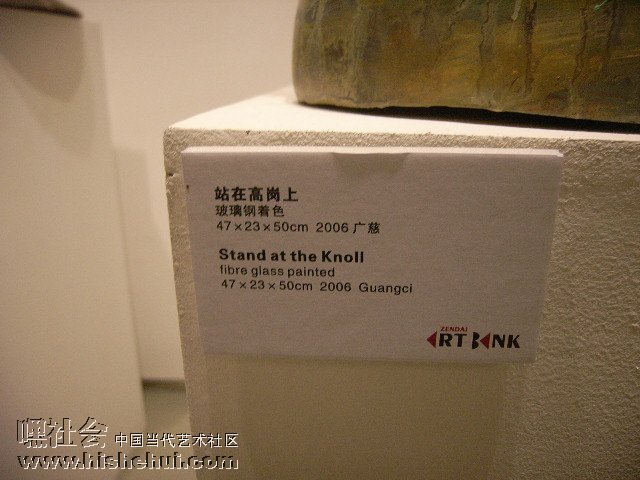 站在高岗上
玻璃钢着色
47×23×50cm 2006 广慈
Stand at the Knoll
fibre glass painted
47×23×50cm 2006 Guangci
ZENDAI
ART BANK
嘿社会 中国当代艺术社区
www.hishehui.com